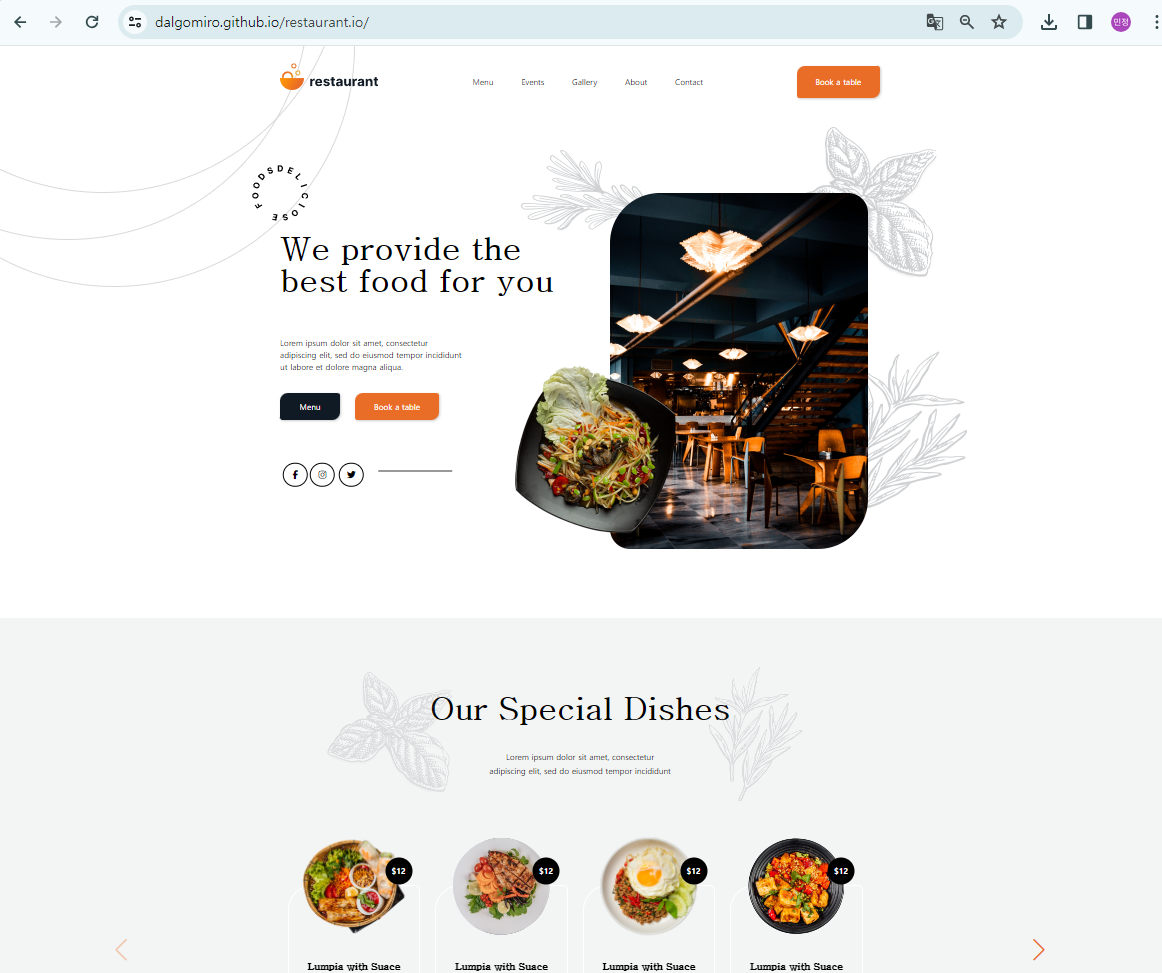 dalgomiro.github.io/restaurant.io/
민정
restaurant
Menu
Events
Gallery
About
Contact
Book a table
FOODSDELICIOSE
We provide the
best food for you
Lorem ipsum dolor sit amet, consectetur
adipiscing elit, sed do eiusmod tempor incididunt
ut labore et dolore magna aliqua.
Menu
Book a table
Our Special Dishes
Lorem ipsum dolor sit amet, consectetur
adipiscing elit, sed do eiusmod tempor incididunt
$12
$12
$12
$12
Lumpia with Suace
Lumpia with Suace
Lumpia with Suace
Lumpia with Suace